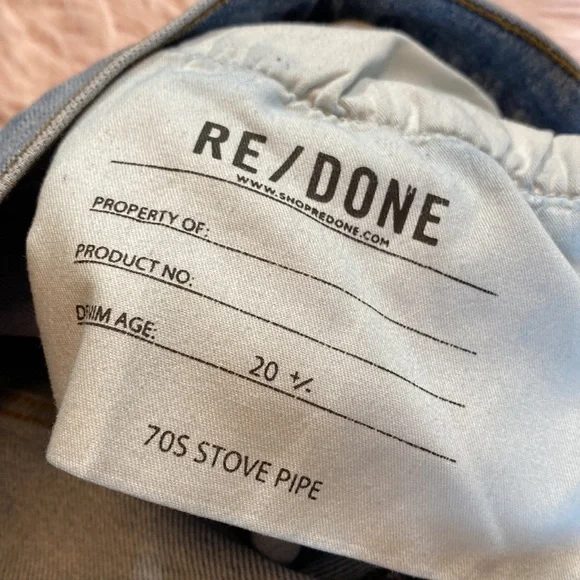 RE/DONE
WWW.SHOPREDONE.COM
PROPERTY OF:
PRODUCT NO:
DENIM AGE: 20 +/-
70S STOVE PIPE